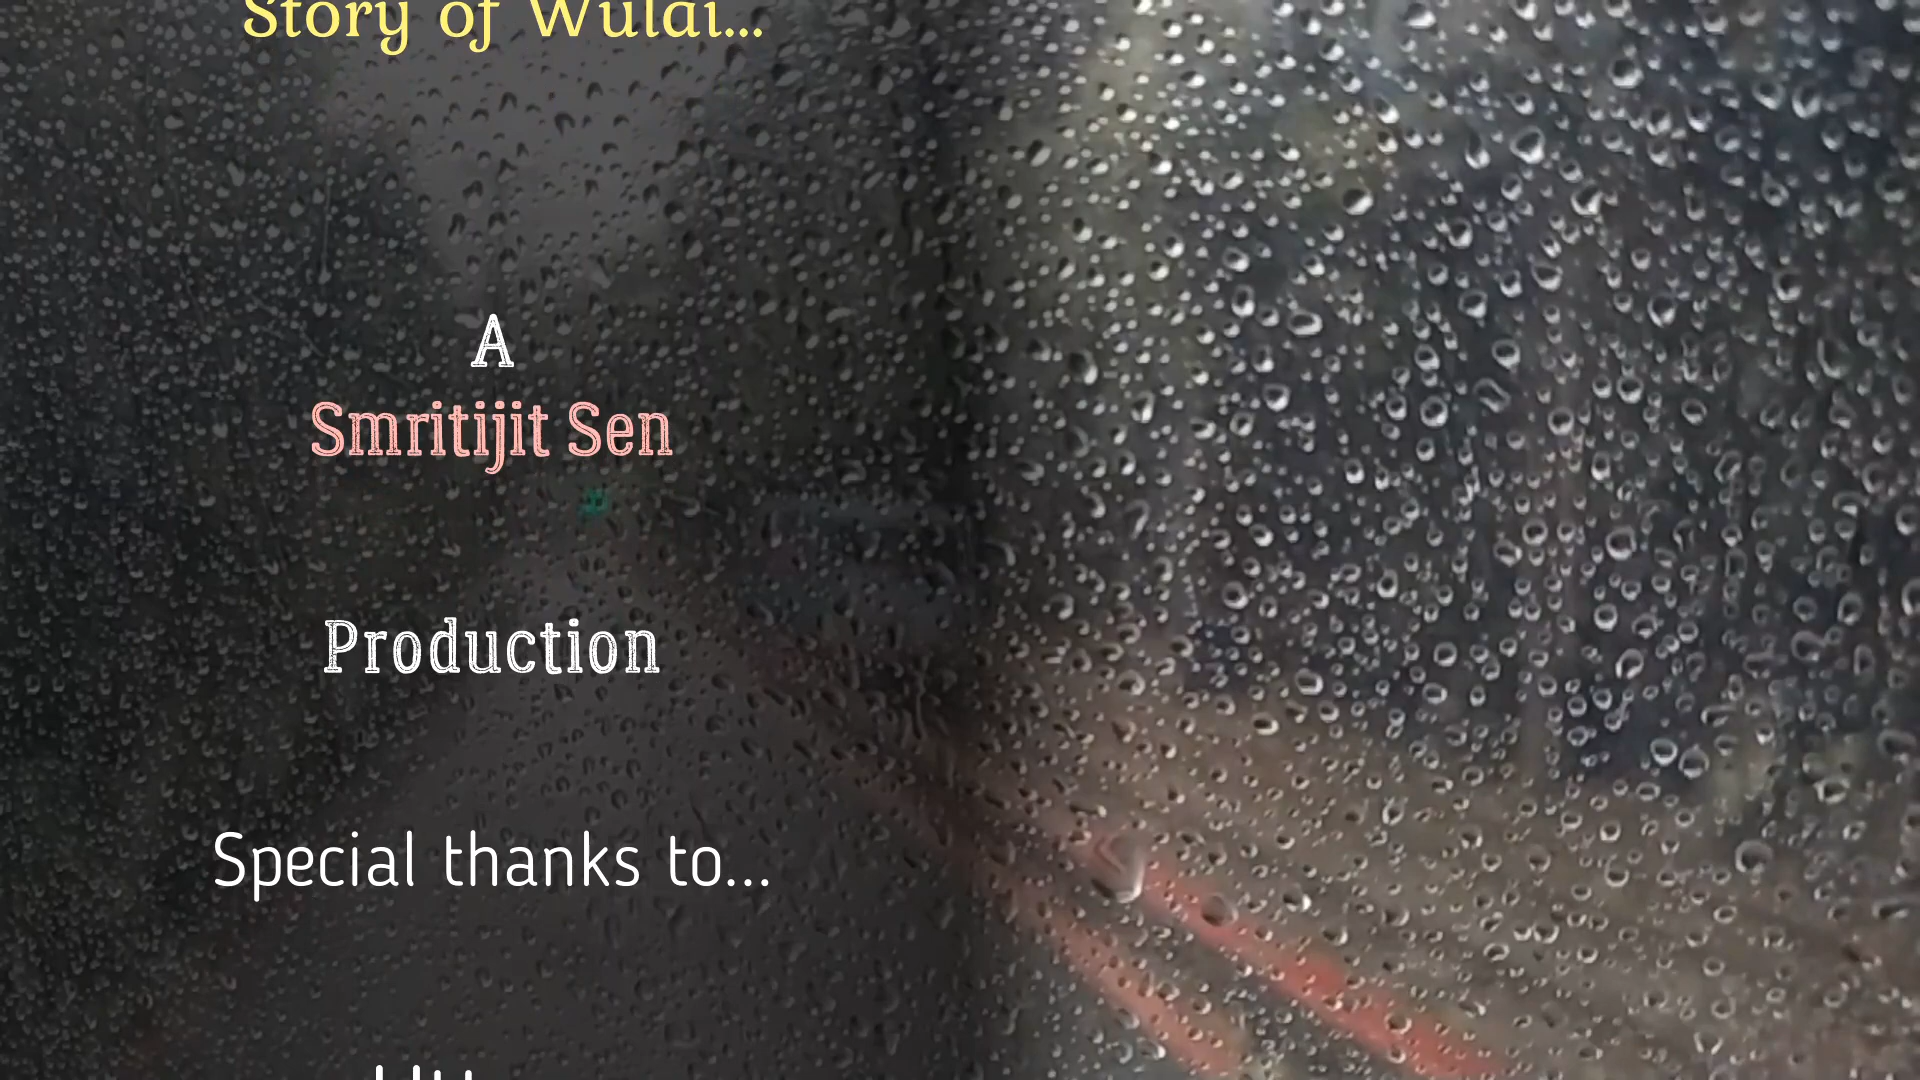 Story of Wulai...
A
Smritijit Sen
Production
Special thanks to...